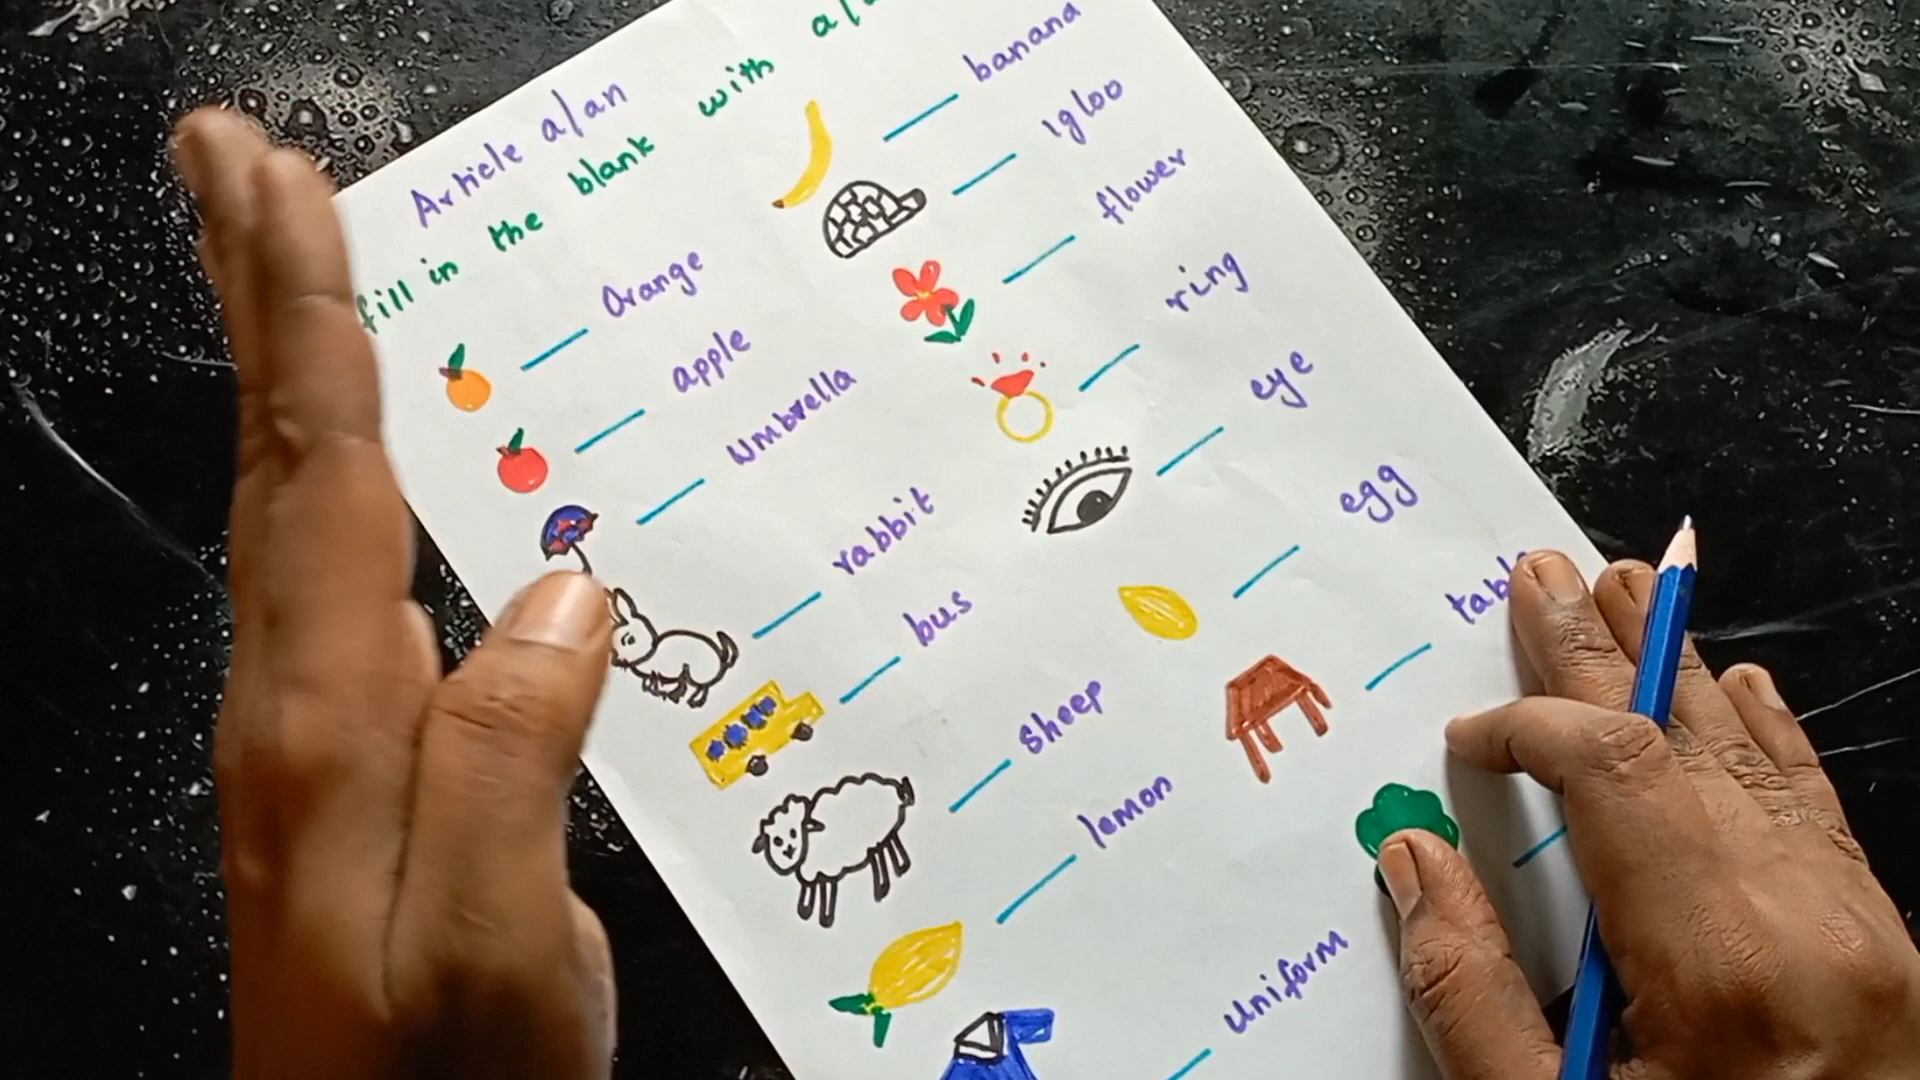 Article a/an
fill in the blank with a/
Orange
apple
Umbrella
rabbit
bus
sheep
lemon
Uniform
banana
igloo
flower
ring
eye
egg